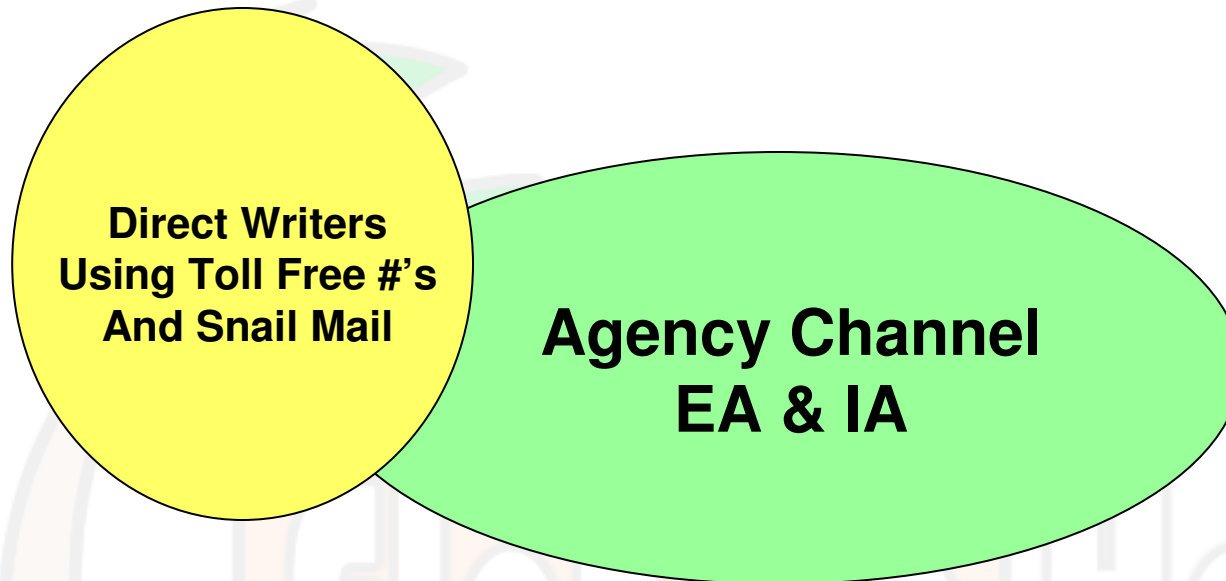 Direct Writers
Using Toll Free #’s
And Snail Mail
Agency Channel
EA & IA